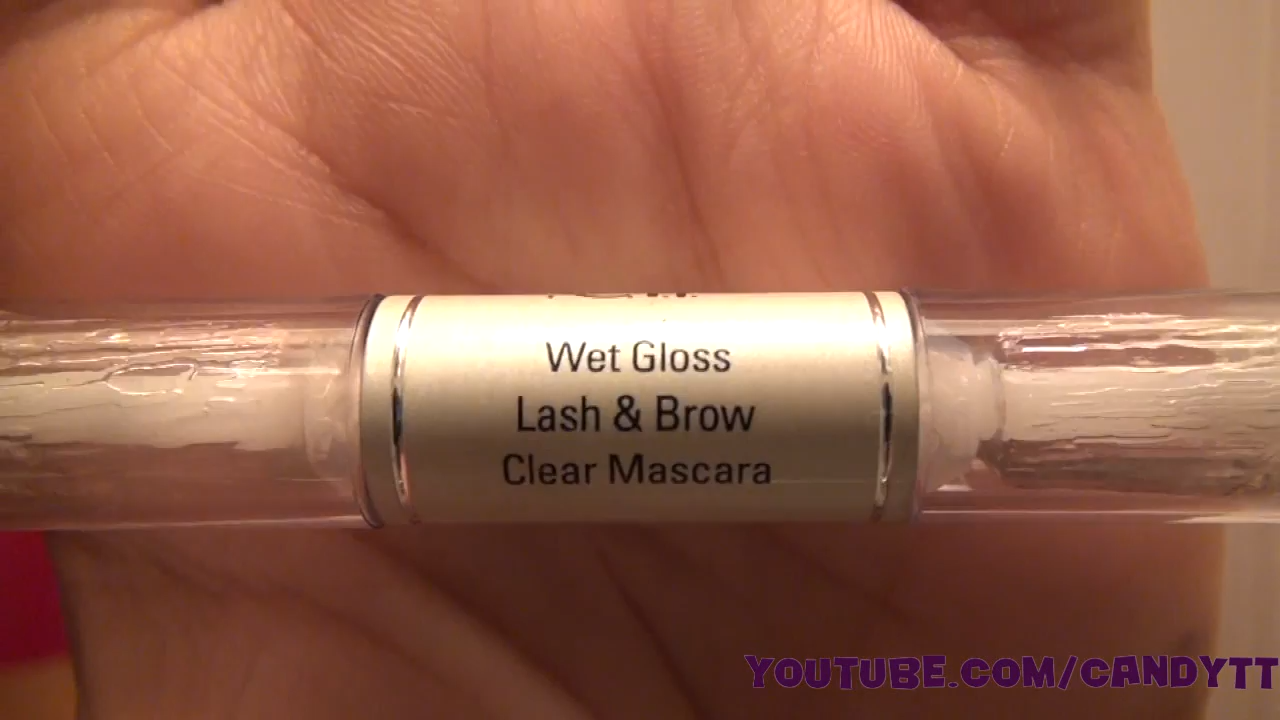 Wet Gloss
Lash & Brow
Clear Mascara
YOUTUBE.COM/CANDYTT